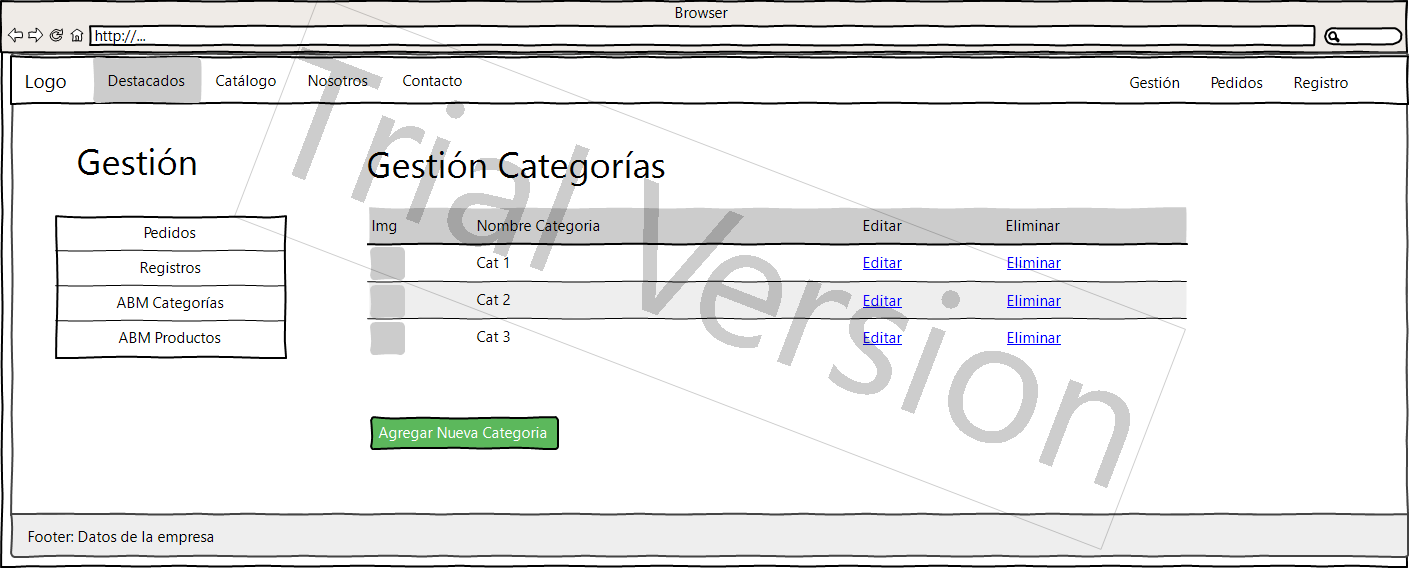 Browser
http://...
Logo Destacados Catálogo Nosotros Contacto Gestión Pedidos Registro
Gestión
Pedidos
Registros
ABM Categorías
ABM Productos
Gestión Categorías
Img Nombre Categoria Editar Eliminar
Cat 1 Editar Eliminar
Cat 2 Editar Eliminar
Cat 3 Editar Eliminar
Agregar Nueva Categoria
Footer: Datos de la empresa
Trial Version